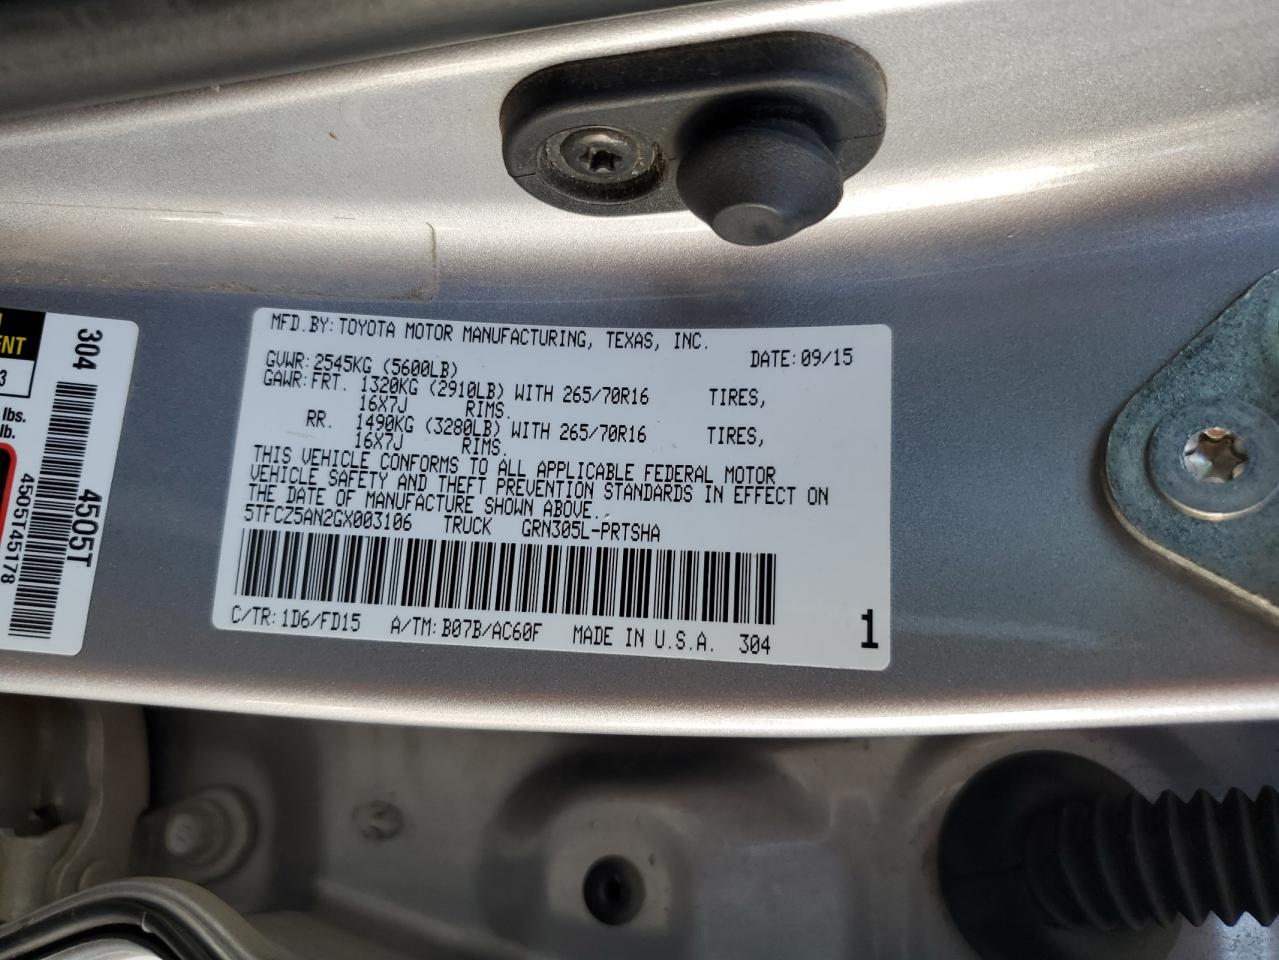 MFD. BY: TOYOTA MOTOR MANUFACTURING, TEXAS, INC.
DATE: 09/15
GVWR: 2545KG (5600LB)
GAWR: FRT. 1320KG (2910LB) WITH 265/70R16 TIRES,
16X7J RIMS.
RR. 1490KG (3280LB) WITH 265/70R16 TIRES,
16X7J RIMS.
THIS VEHICLE CONFORMS TO ALL APPLICABLE FEDERAL MOTOR
VEHICLE SAFETY AND THEFT PREVENTION STANDARDS IN EFFECT ON
THE DATE OF MANUFACTURE SHOWN ABOVE.
5TFCZ5AN2GX003106 TRUCK GRN305L-PRTSHA
C/TR: 1D6/FD15 A/TM: B07B/AC60F MADE IN U.S.A. 304
1
304
4505T
4505T45178
lbs.
lb.
3